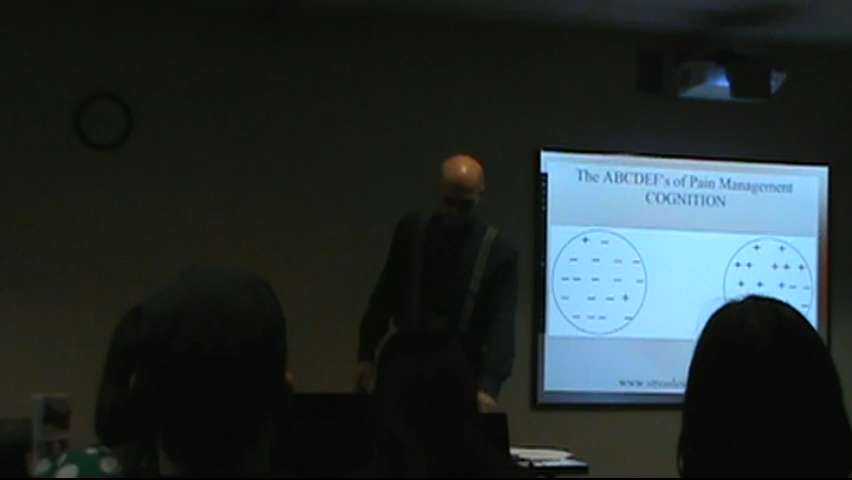 The ABCDEF's of Pain Management
COGNITION